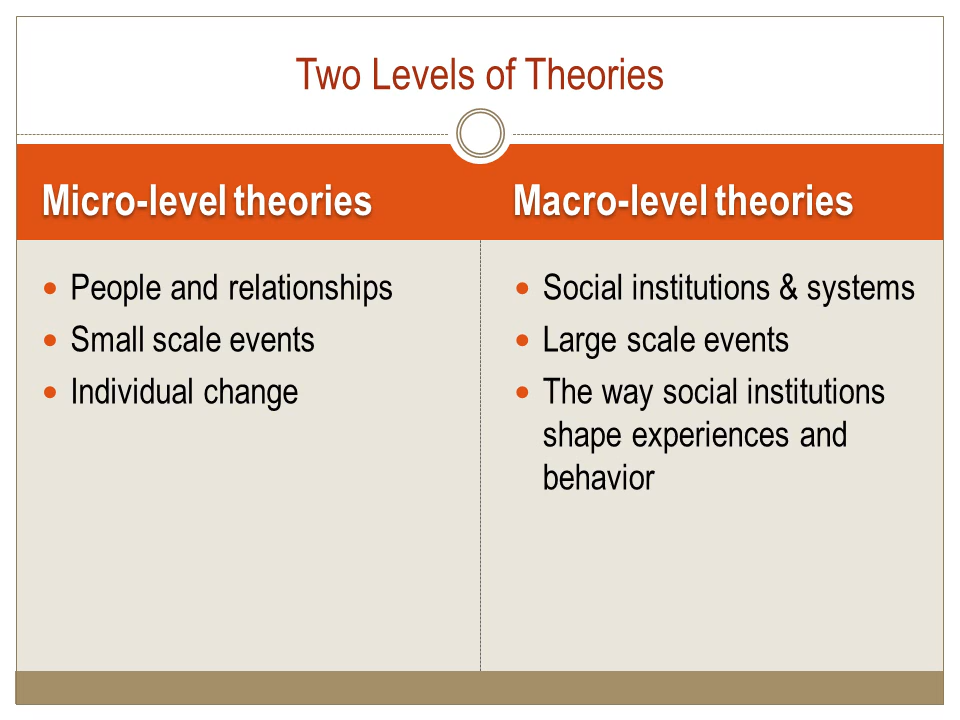 Two Levels of Theories
Micro-level theories
People and relationships
Small scale events
Individual change
Macro-level theories
Social institutions & systems
Large scale events
The way social institutions
shape experiences and
behavior